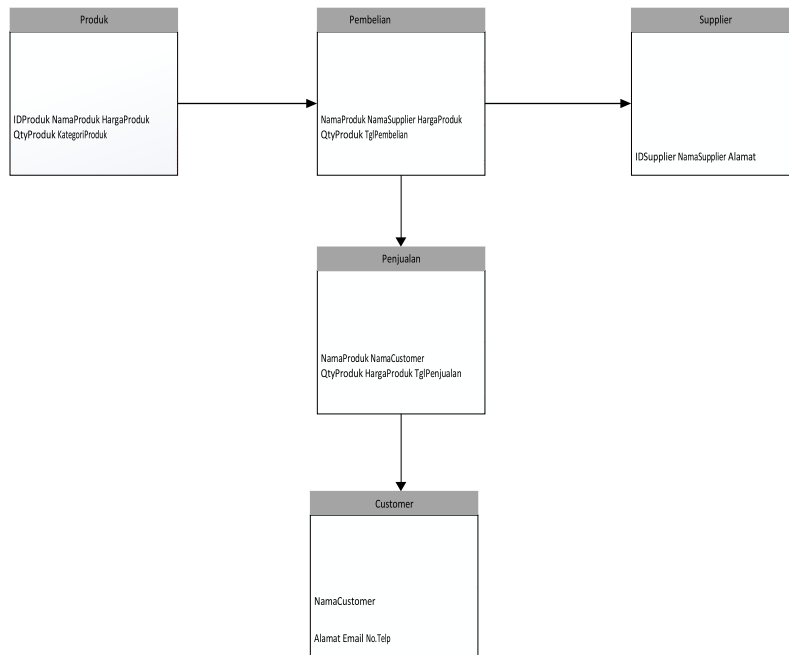 Produk
IDProduk NamaProduk HargaProduk
QtyProduk KategoriProduk
Pembelian
NamaProduk NamaSupplier HargaProduk
QtyProduk TglPembelian
Supplier
IDSupplier NamaSupplier Alamat
Penjualan
NamaProduk NamaCustomer
QtyProduk HargaProduk TglPenjualan
Customer
NamaCustomer
Alamat Email No.Telp